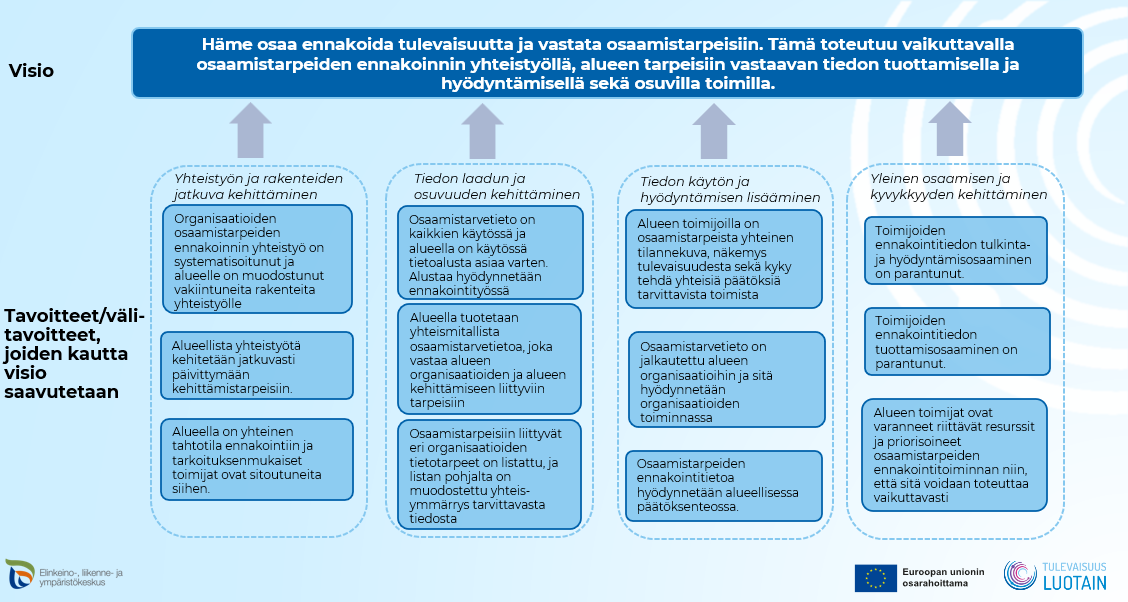 Visio
Häme osaa ennakoida tulevaisuutta ja vastata osaamistarpeisiin. Tämä toteutuu vaikuttavalla
osaamistarpeiden ennakoinnin yhteistyöllä, alueen tarpeisiin vastaavan tiedon tuottamisella ja
hyödyntämisellä sekä osuvilla toimilla.
Tavoitteet/väli-
tavoitteet,
joiden kautta
visio
saavutetaan
Yhteistyön ja rakenteiden
jatkuva kehittäminen
Organisaatioiden
osaamistarpeiden
ennakoinnin yhteistyö on
systematisoitunut ja
alueelle on muodostunut
vakiintuneita rakenteita
yhteistyölle
Alueellista yhteistyötä
kehitetään jatkuvasti
päivittymään
kehittämistarpeisiin.
Alueella on yhteinen
tahtotila ennakointiin ja
tarkoituksenmukaiset
toimijat ovat sitoutuneita
siihen.
Tiedon laadun ja
osuvuuden kehittäminen
Osaamistarvetieto on
kaikkien käytössä ja
alueella on käytössä
tietoalusta asiaa varten.
Alustaa hyödynnetään
ennakointityössä
Alueella tuotetaan
yhteismitallista
osaamistarvetietoa, joka
vastaa alueen
organisaatioiden ja alueen
kehittämiseen liittyviin
tarpeisiin
Osaamistarpeisiin liittyvät
eri organisaatioiden
tietotarpeet on listattu, ja
listan pohjalta on
muodostettu yhteis-
ymmärrys tarvittavasta
tiedosta
Tiedon käytön ja
hyödyntämisen lisääminen
Alueen toimijoilla on
osaamistarpeista yhteinen
tilannekuva, näkemys
tulevaisuudesta sekä kyky
tehdä yhteisiä päätöksiä
tarvittavista toimista
Osaamistarvetieto on
jalkautettu alueen
organisaatioihin ja sitä
hyödynnetään
organisaatioiden
toiminnassa
Osaamistarpeiden
ennakointitietoa
hyödynnetään alueellisessa
päätöksenteossa.
Yleinen osaamisen ja
kyvykkyyden kehittäminen
Toimijoiden
ennakointitiedon tulkinta-
ja hyödyntämisosaaminen
on parantunut.
Toimijoiden
ennakointitiedon
tuottamisosaaminen on
parantunut.
Alueen toimijat ovat
varanneet riittävät resurssit
ja priorisoineet
osaamistarpeiden
ennakointitoiminnan niin,
että sitä voidaan toteuttaa
vaikuttavasti
Elinkeino-, liikenne- ja
ympäristökeskus
Euroopan unionin
osarahoittama
TULEVAISUUS
LUOTAIN